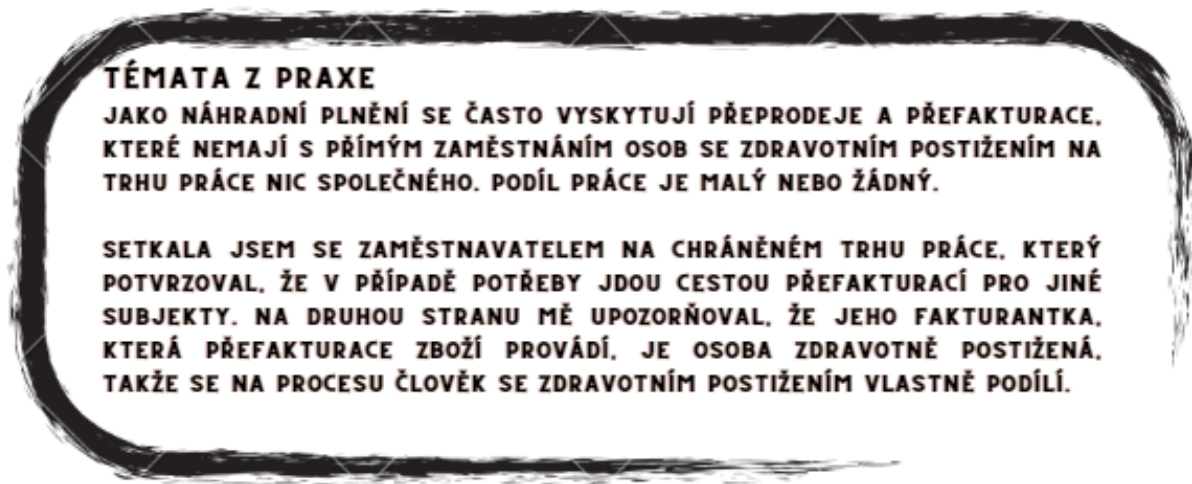 TÉMATA Z PRAXE
JAKO NÁHRADNÍ PLNĚNÍ SE ČASTO VYSKYTUJÍ PŘEPRODEJE A PŘEFAKTURACE,
KTERÉ NEMAJÍ S PŘÍMÝM ZAMĚSTNÁNÍM OSOB SE ZDRAVOTNÍM POSTIŽENÍM NA
TRHU PRÁCE NIC SPOLEČNÉHO. PODÍL PRÁCE JE MALÝ NEBO ŽÁDNÝ.
SETKALA JSEM SE ZAMĚSTNAVATELEM NA CHRÁNĚNÉM TRHU PRÁCE, KTERÝ
POTVRZOVAL, ŽE V PŘÍPADĚ POTŘEBY JDOU CESTOU PŘEFAKTURACÍ PRO JINÉ
SUBJEKTY. NA DRUHOU STRANU MĚ UPOZORŇOVAL, ŽE JEHO FAKTURANTKA,
KTERÁ PŘEFAKTURACE ZBOŽÍ PROVÁDÍ, JE OSOBA ZDRAVOTNĚ POSTIŽENÁ,
TAKŽE SE NA PROCESU ČLOVĚK SE ZDRAVOTNÍM POSTIŽENÍM VLASTNĚ PODÍLÍ.